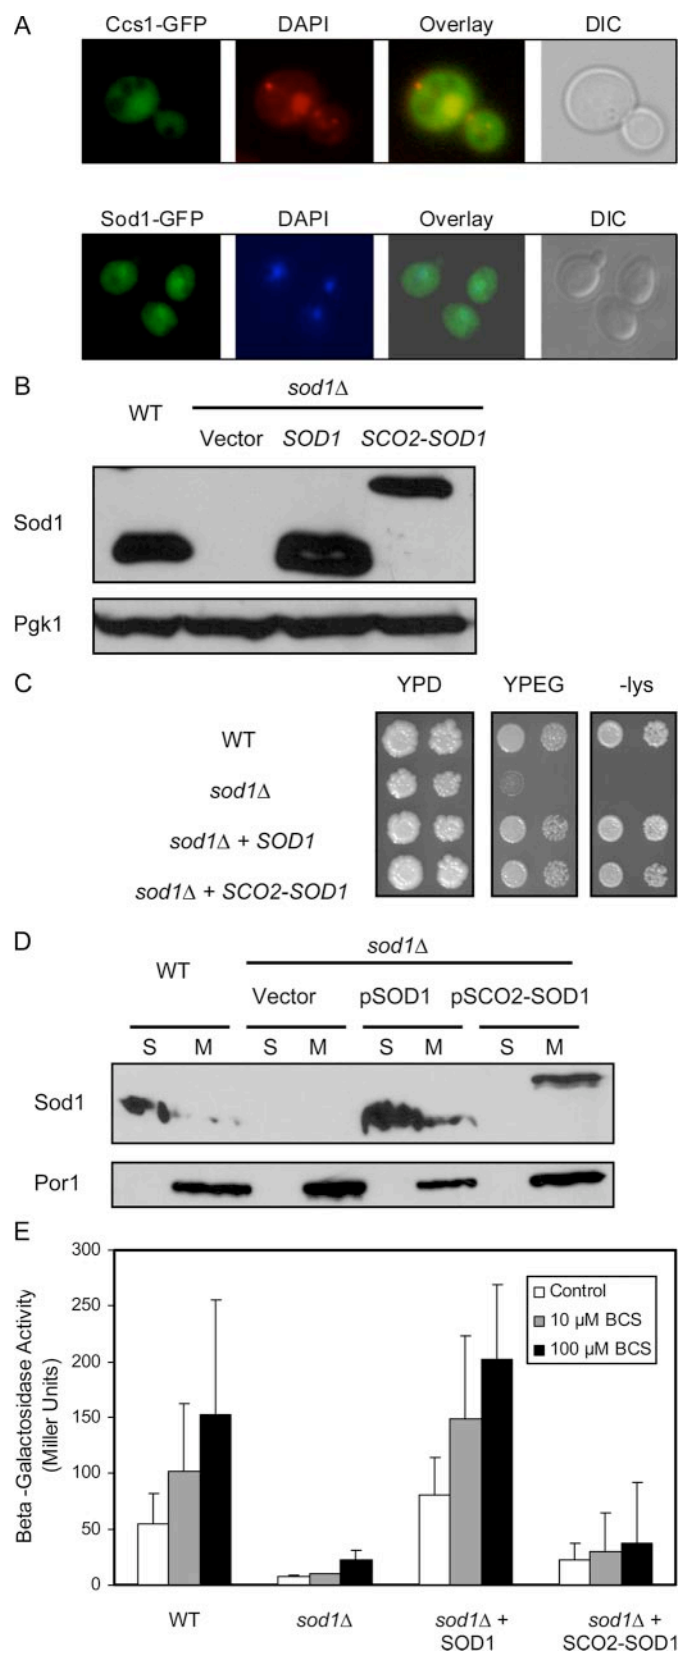 A
Ccs1-GFP DAPI Overlay DIC
Sod1-GFP DAPI Overlay DIC
B
sod1Δ
WT
Vector SOD1 SCO2-SOD1
Sod1
Pgk1
C
YPD YPEG -lys
WT
sod1Δ
sod1Δ + SOD1
sod1Δ + SCO2-SOD1
D
sod1Δ
WT
Vector pSOD1 pSCO2-SOD1
S M S M S M S M
Sod1
Por1
E
Beta -Galactosidase Activity
(Miller Units)
300
250
200
150
100
50
0
Control
10 µM BCS
100 µM BCS
WT sod1Δ sod1Δ + sod1Δ +
SOD1 SCO2-SOD1